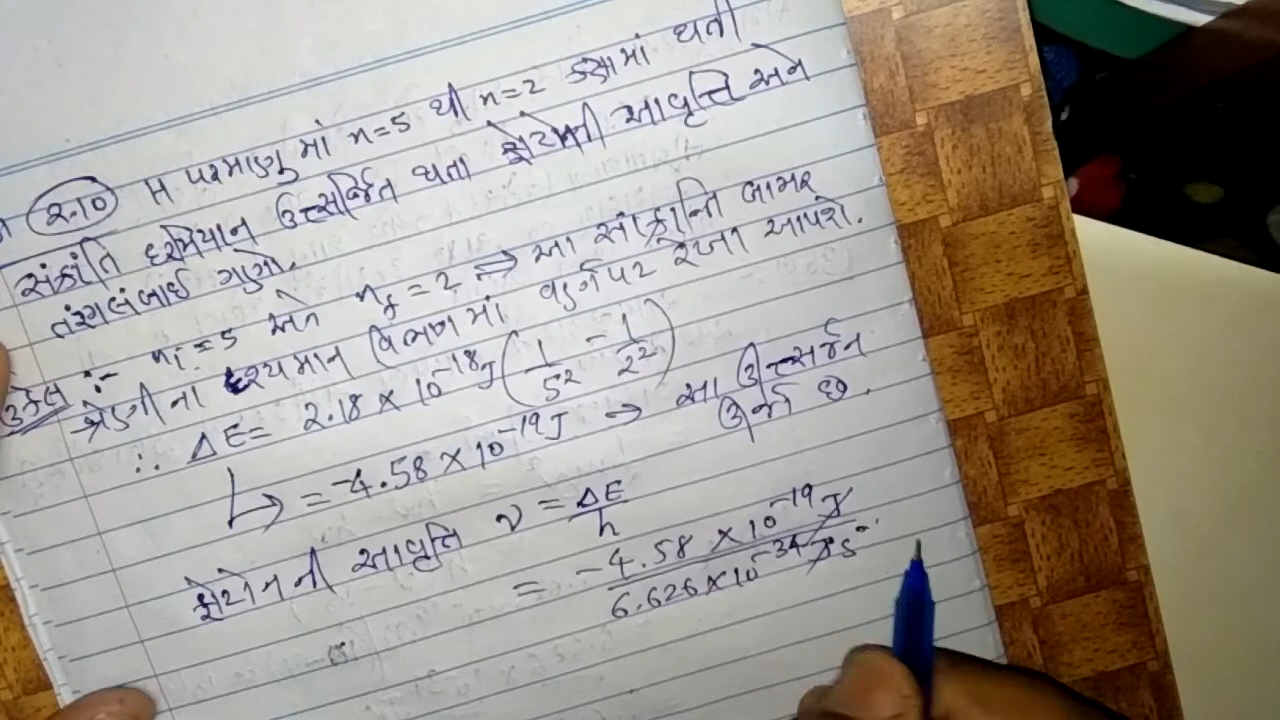 2.10 H પરમાણુ માં n=5 થી n=2 કક્ષામાં થતી
સંક્રાંતિ દરમિયાન ઉત્સર્જિત થતા ફોટોનની આવૃત્તિ અને
તરંગલંબાઈ ગણો.
ઉકેલ :- nᵢ = 5 અને n_f = 2 ⇒ આ સંક્રાન્તિ બામર
શ્રેણીના દૃશ્યમાન વિભાગમાં વર્ણપટ રેખા આપશે.
∴ ΔE = 2.18 × 10⁻¹⁸ J (1/5² - 1/2²)
↳ = -4.58 × 10⁻¹⁹ J → આ ઉત્સર્જન
ઊર્જા છે.
ફોટોનની આવૃત્તિ ν = ΔE/h
= -4.58 × 10⁻¹⁹ J / 6.626 × 10⁻³⁴ J s